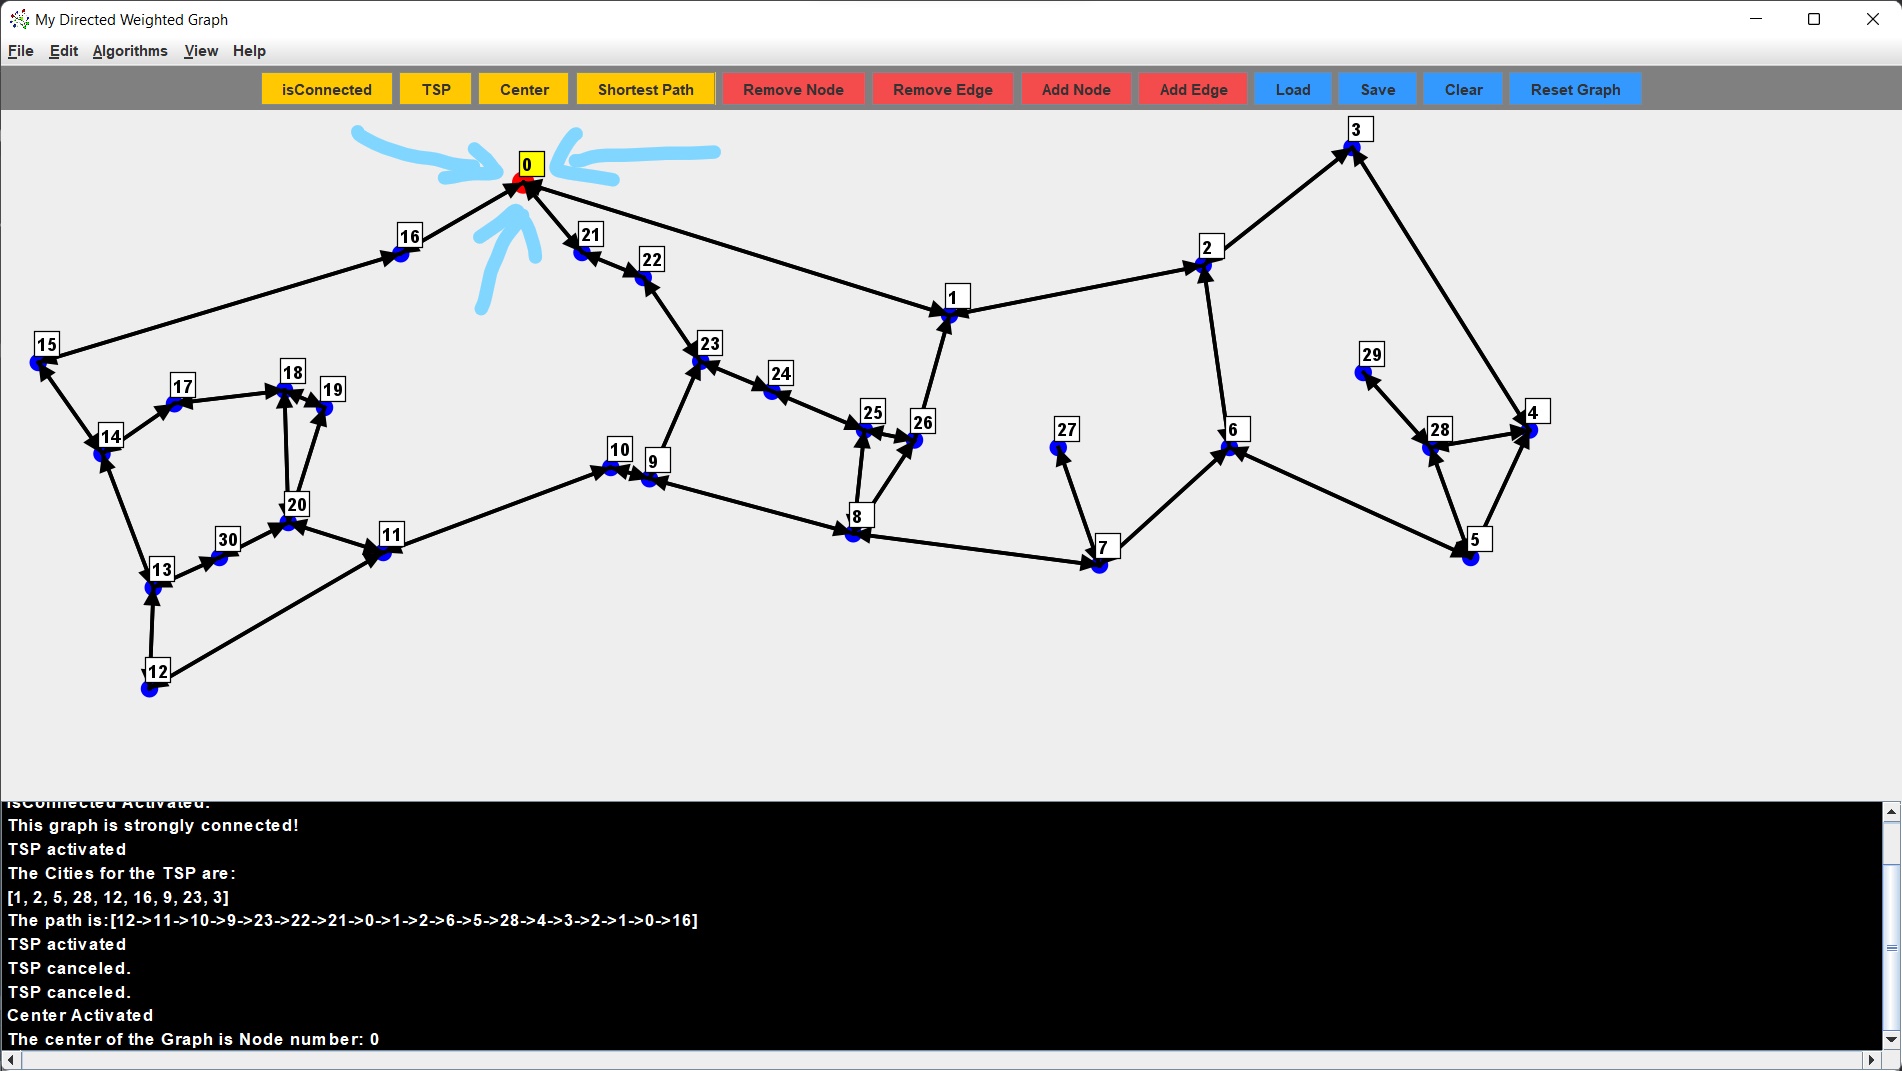 My Directed Weighted Graph
File Edit Algorithms View Help
isConnected TSP Center Shortest Path Remove Node Remove Edge Add Node Add Edge Load Save Clear Reset Graph
3
0
16
21
2
22
1
15
23
29
18
24
17
19
25
4
26
27
6
28
14
10
9
20
8
11
30
5
7
13
12
isConnected Activated.
This graph is strongly connected!
TSP activated
The Cities for the TSP are:
[1, 2, 5, 28, 12, 16, 9, 23, 3]
The path is:[12->11->10->9->23->22->21->0->1->2->6->5->28->4->3->2->1->0->16]
TSP activated
TSP canceled.
TSP canceled.
Center Activated
The center of the Graph is Node number: 0